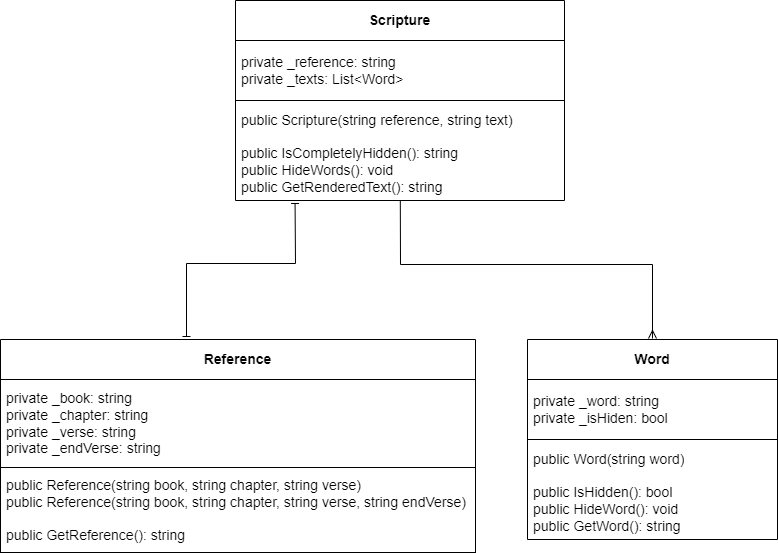 Scripture
private _reference: string
private _texts: List<Word>
public Scripture(string reference, string text)
public IsCompletelyHidden(): string
public HideWords(): void
public GetRenderedText(): string
Reference
private _book: string
private _chapter: string
private _verse: string
private _endVerse: string
public Reference(string book, string chapter, string verse)
public Reference(string book, string chapter, string verse, string endVerse)
public GetReference(): string
Word
private _word: string
private _isHiden: bool
public Word(string word)
public IsHidden(): bool
public HideWord(): void
public GetWord(): string